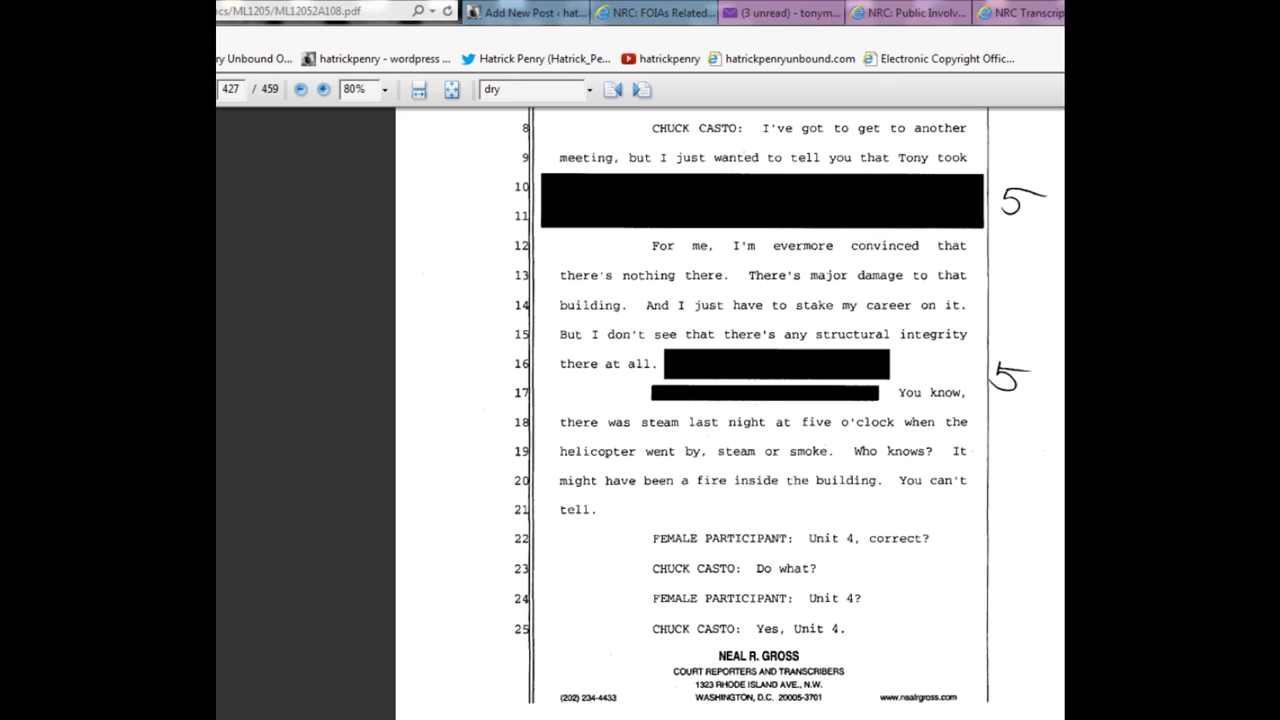 ocs/ML1205/ML12052A108.pdf
Add New Post ‹ hat...
NRC: FOIAs Related...
(3 unread) - tonym...
NRC: Public Involv...
NRC Transcrip
ry Unbound O...
hatrickpenry - wordpress ...
Hatrick Penry (Hatrick_Pe...
hatrickpenry
hatrickpenryunbound.com
Electronic Copyright Offic...
427 / 459
80%
dry
8 CHUCK CASTO: I've got to get to another
9 meeting, but I just wanted to tell you that Tony took
10
11
5
12 For me, I'm evermore convinced that
13 there's nothing there. There's major damage to that
14 building. And I just have to stake my career on it.
15 But I don't see that there's any structural integrity
16 there at all.
5
17 You know,
18 there was steam last night at five o'clock when the
19 helicopter went by, steam or smoke. Who knows? It
20 might have been a fire inside the building. You can't
21 tell.
22 FEMALE PARTICIPANT: Unit 4, correct?
23 CHUCK CASTO: Do what?
24 FEMALE PARTICIPANT: Unit 4?
25 CHUCK CASTO: Yes, Unit 4.
NEAL R. GROSS
COURT REPORTERS AND TRANSCRIBERS
1323 RHODE ISLAND AVE., N.W.
(202) 234-4433 WASHINGTON, D.C. 20005-3701 www.nealrgross.com